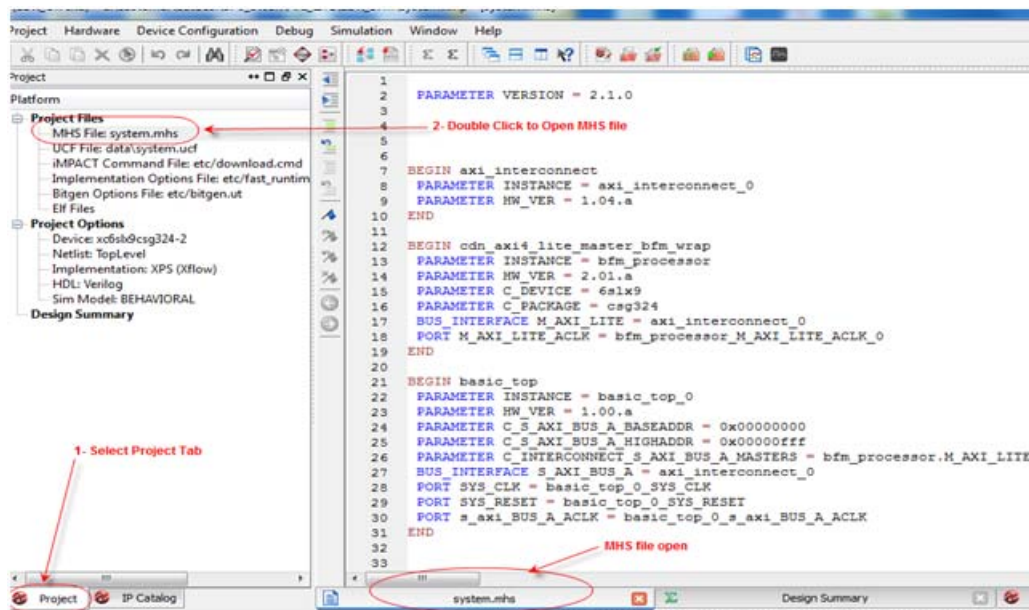 Project Hardware Device Configuration Debug Simulation Window Help
Project
Platform
Project Files
MHS File: system.mhs
UCF File: data\system.ucf
iMPACT Command File: etc/download.cmd
Implementation Options File: etc/fast_runtim
Bitgen Options File: etc/bitgen.ut
Elf Files
Project Options
Device: xc6slx9csg324-2
Netlist: TopLevel
Implementation: XPS (Xflow)
HDL: Verilog
Sim Model: BEHAVIORAL
Design Summary
1- Select Project Tab
Project IP Catalog
1
2 PARAMETER VERSION = 2.1.0
3
4 2- Double Click to Open MHS file
5
6
7 BEGIN axi_interconnect
8 PARAMETER INSTANCE = axi_interconnect_0
9 PARAMETER HW_VER = 1.04.a
10 END
11
12 BEGIN cdn_axi4_lite_master_bfm_wrap
13 PARAMETER INSTANCE = bfm_processor
14 PARAMETER HW_VER = 2.01.a
15 PARAMETER C_DEVICE = 6slx9
16 PARAMETER C_PACKAGE = csg324
17 BUS_INTERFACE M_AXI_LITE = axi_interconnect_0
18 PORT M_AXI_LITE_ACLK = bfm_processor_M_AXI_LITE_ACLK_0
19 END
20
21 BEGIN basic_top
22 PARAMETER INSTANCE = basic_top_0
23 PARAMETER HW_VER = 1.00.a
24 PARAMETER C_S_AXI_BUS_A_BASEADDR = 0x00000000
25 PARAMETER C_S_AXI_BUS_A_HIGHADDR = 0x00000fff
26 PARAMETER C_INTERCONNECT_S_AXI_BUS_A_MASTERS = bfm_processor.M_AXI_LITE
27 BUS_INTERFACE S_AXI_BUS_A = axi_interconnect_0
28 PORT SYS_CLK = basic_top_0_SYS_CLK
29 PORT SYS_RESET = basic_top_0_SYS_RESET
30 PORT s_axi_BUS_A_ACLK = basic_top_0_s_axi_BUS_A_ACLK
31 END
32
33
MHS file open
system.mhs Design Summary